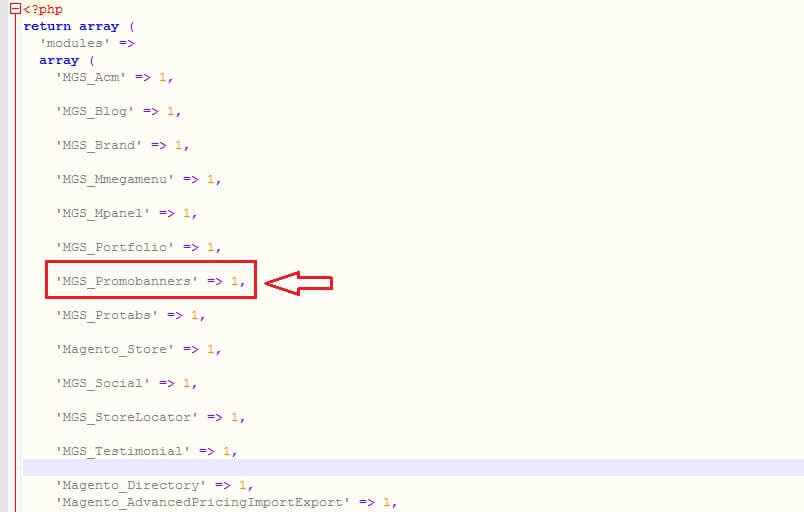 <?php
return array (
'modules' =>
array (
'MGS_Acm' => 1,
'MGS_Blog' => 1,
'MGS_Brand' => 1,
'MGS_Mmegamenu' => 1,
'MGS_Mpanel' => 1,
'MGS_Portfolio' => 1,
'MGS_Promobanners' => 1,
'MGS_Protabs' => 1,
'Magento_Store' => 1,
'MGS_Social' => 1,
'MGS_StoreLocator' => 1,
'MGS_Testimonial' => 1,
'Magento_Directory' => 1,
'Magento_AdvancedPricingImportExport' => 1,